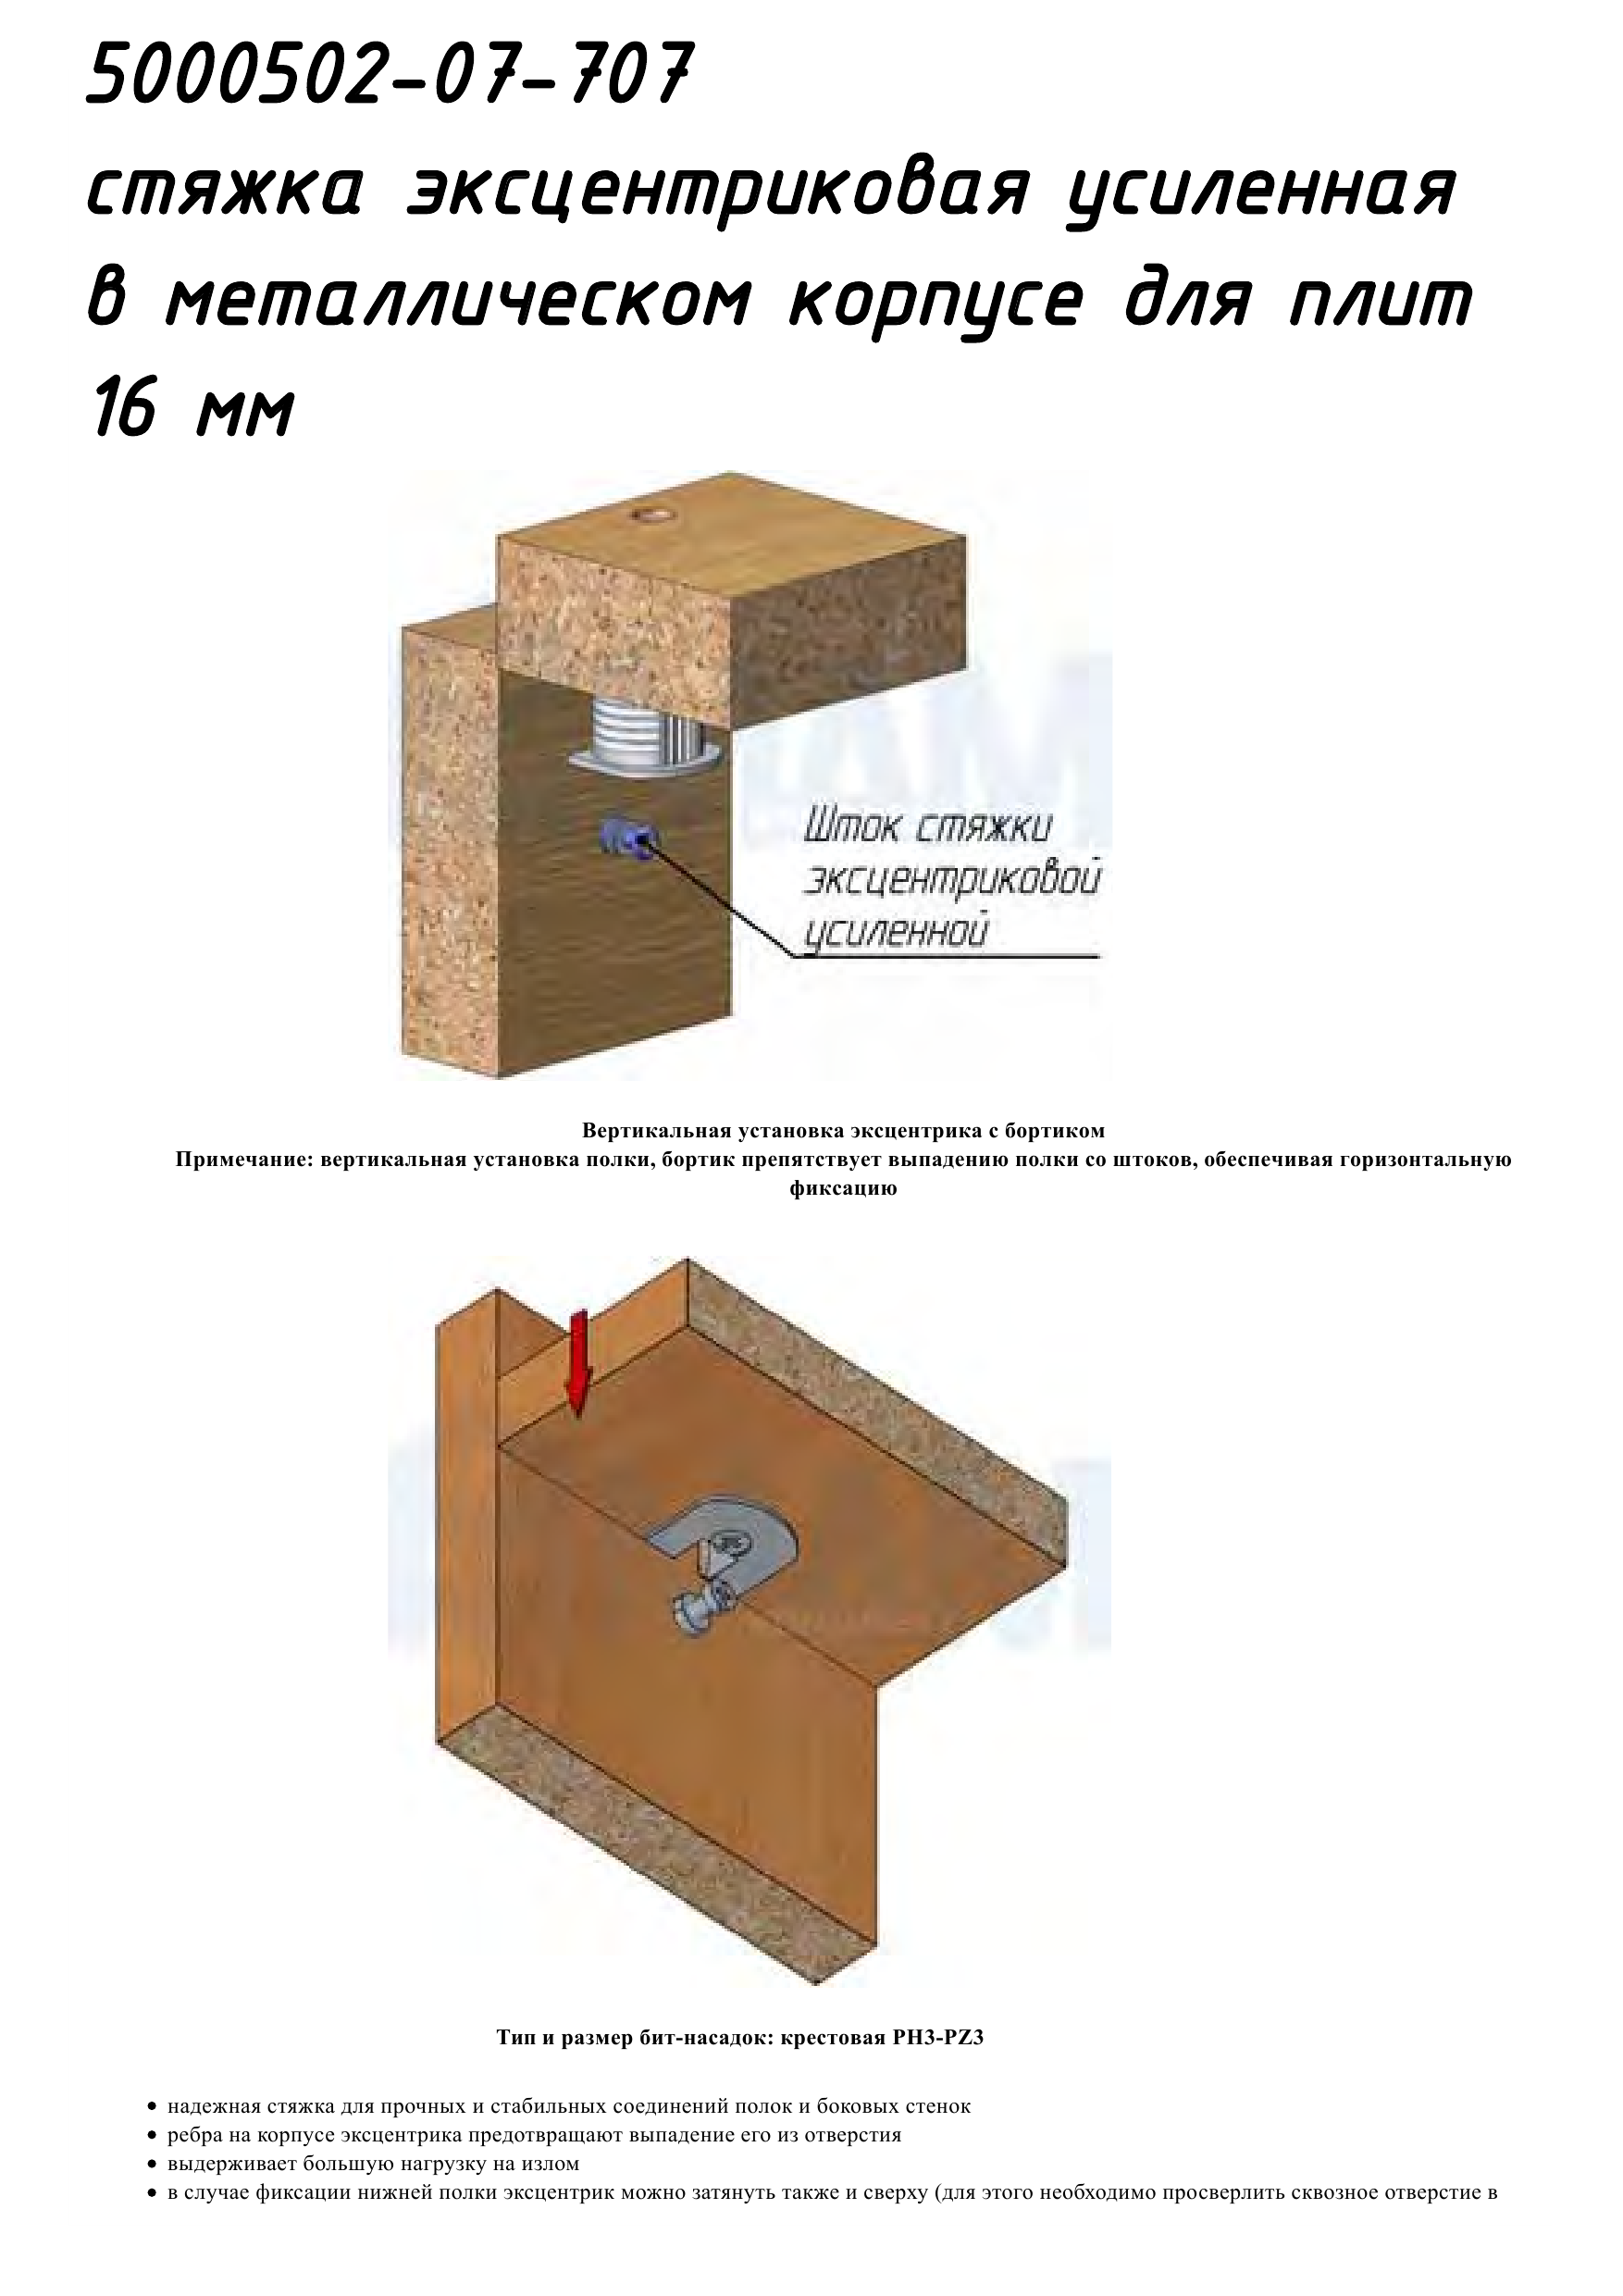 5000502-07-707
стяжка эксцентриковая усиленная
в металлическом корпусе для плит
16 мм
Шток стяжки
эксцентриковой
усиленной
Вертикальная установка эксцентрика с бортиком
Примечание: вертикальная установка полки, бортик препятствует выпадению полки со штоков, обеспечивая горизонтальную
фиксацию
Тип и размер бит-насадок: крестовая PH3-PZ3
• надежная стяжка для прочных и стабильных соединений полок и боковых стенок
• ребра на корпусе эксцентрика предотвращают выпадение его из отверстия
• выдерживает большую нагрузку на излом
• в случае фиксации нижней полки эксцентрик можно затянуть также и сверху (для этого необходимо просверлить сквозное отверстие в